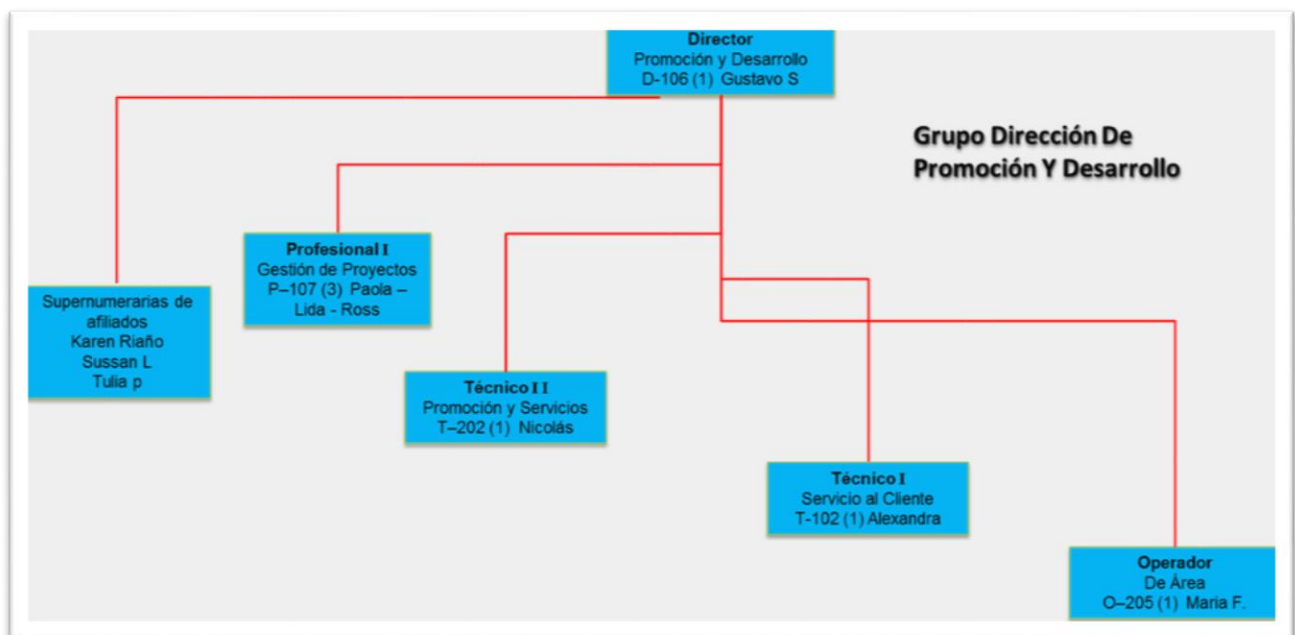 Director
Promoción y Desarrollo
D-106 (1) Gustavo S
Grupo Dirección De
Promoción Y Desarrollo
Profesional I
Gestión de Proyectos
P–107 (3) Paola –
Lida - Ross
Supernumerarias de
afiliados
Karen Riaño
Sussan L
Tulia p
Técnico I I
Promoción y Servicios
T–202 (1) Nicolás
Técnico I
Servicio al Cliente
T-102 (1) Alexandra
Operador
De Área
O–205 (1) Maria F.